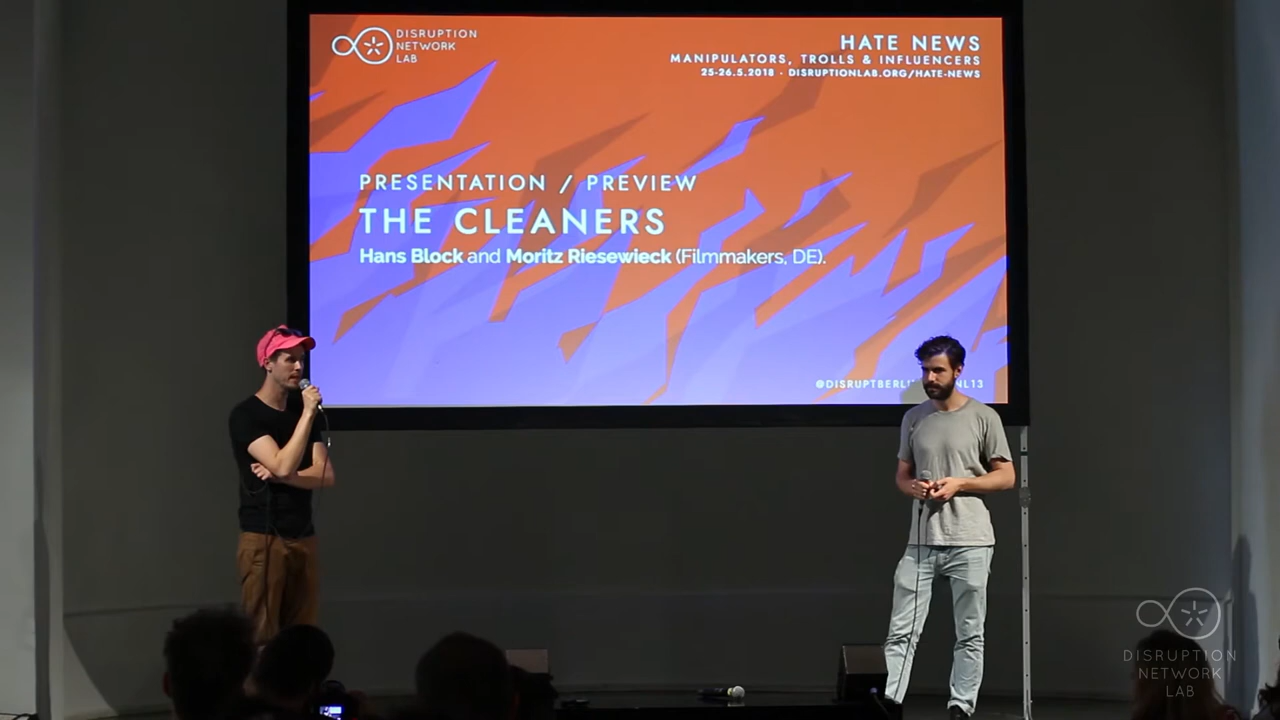 DISRUPTION
NETWORK
LAB
HATE NEWS
MANIPULATORS, TROLLS & INFLUENCERS
25-26.5.2018 · DISRUPTIONLAB.ORG/HATE-NEWS
PRESENTATION / PREVIEW
THE CLEANERS
Hans Block and Moritz Riesewieck (Filmmakers, DE).
DISRUPTION
NETWORK
LAB